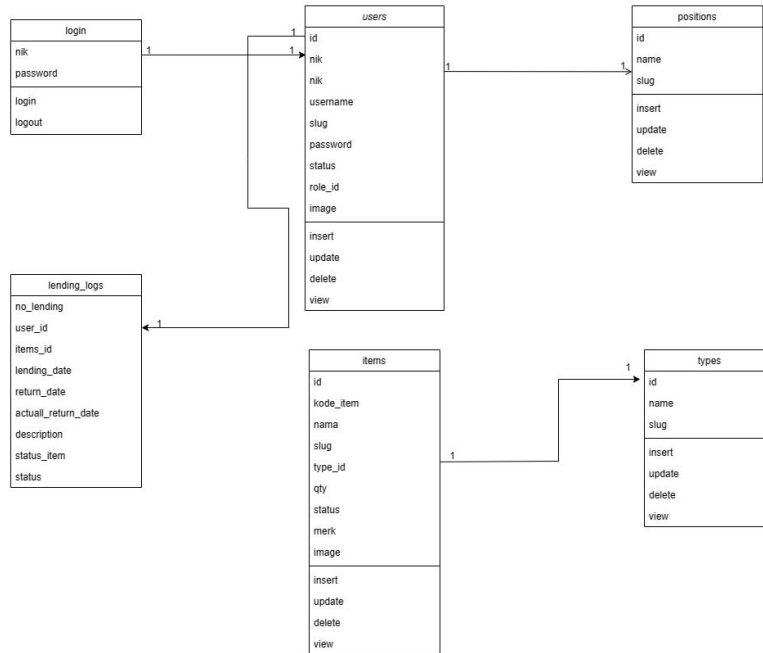 login
nik
password
login
logout
1
1
users
id
nik
nik
username
slug
password
status
role_id
image
insert
update
delete
view
1
1
1
positions
id
name
slug
insert
update
delete
view
lending_logs
no_lending
user_id
items_id
lending_date
return_date
actuall_return_date
description
status_item
status
1
items
id
kode_item
nama
slug
type_id
qty
status
merk
image
insert
update
delete
view
1
1
types
id
name
slug
insert
update
delete
view